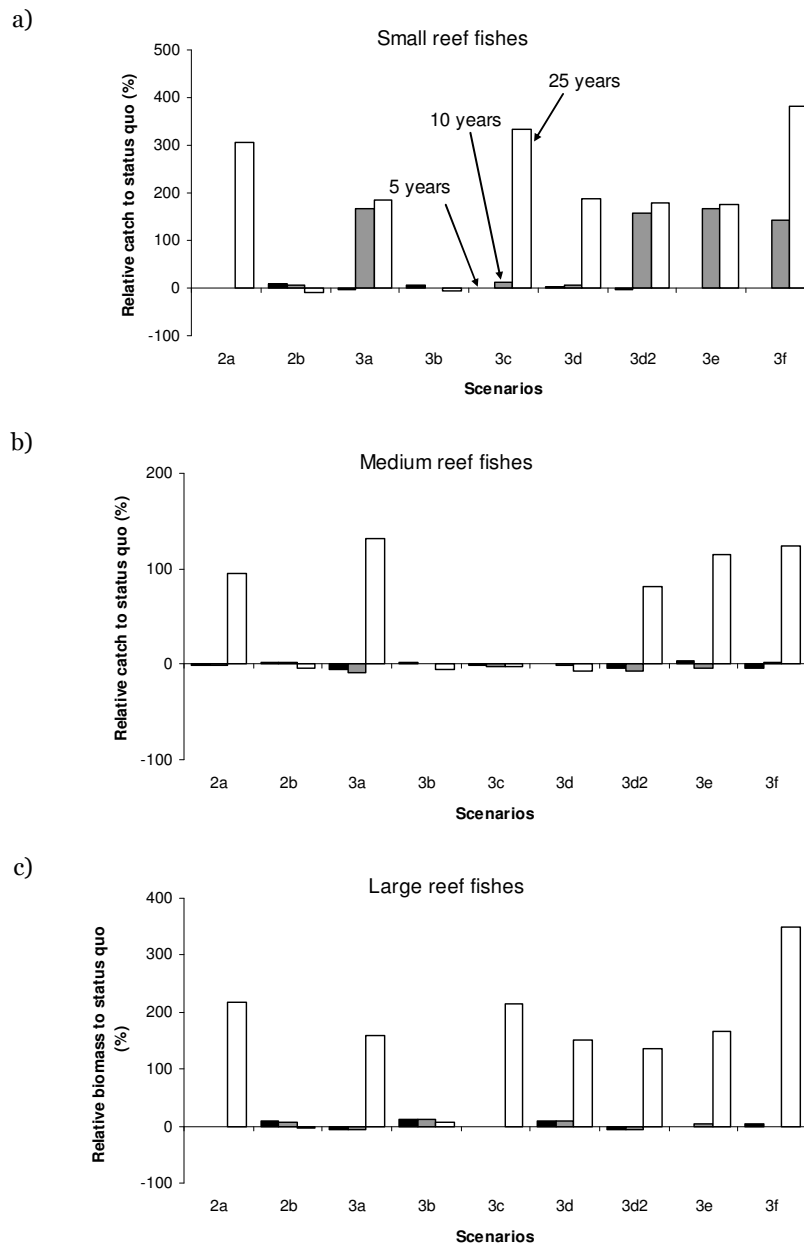 a)
Small reef fishes
Relative catch to status quo (%)
500
400
300
200
100
0
-100
5 years
10 years
25 years
2a 2b 3a 3b 3c 3d 3d2 3e 3f
Scenarios
b)
Medium reef fishes
Relative catch to status quo (%)
200
100
0
-100
2a 2b 3a 3b 3c 3d 3d2 3e 3f
Scenarios
c)
Large reef fishes
Relative biomass to status quo
(%)
400
300
200
100
0
-100
2a 2b 3a 3b 3c 3d 3d2 3e 3f
Scenarios